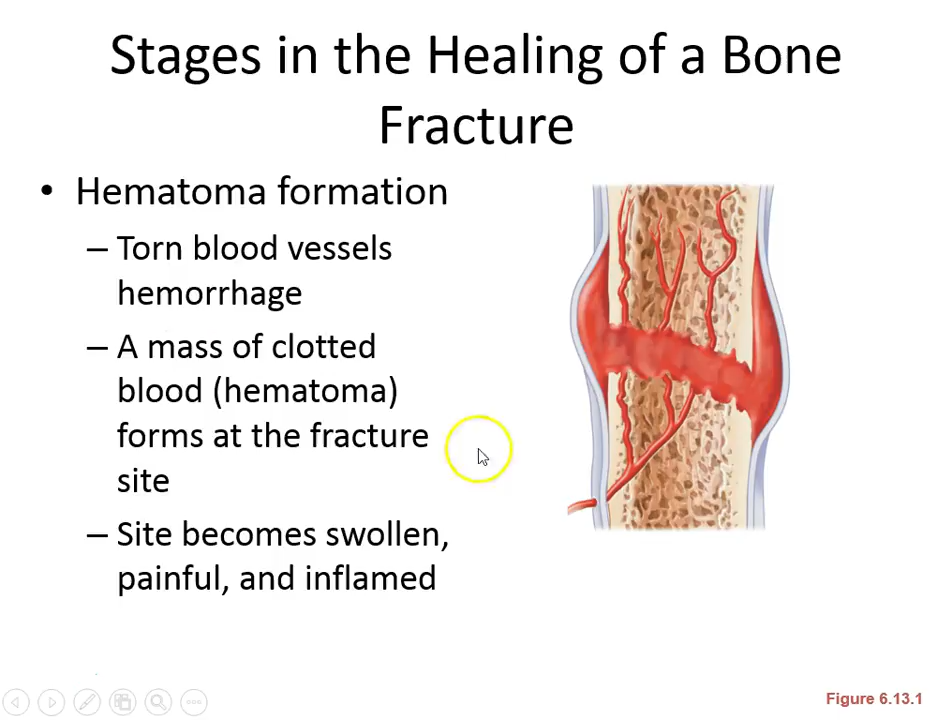 Stages in the Healing of a Bone
Fracture
• Hematoma formation
– Torn blood vessels
hemorrhage
– A mass of clotted
blood (hematoma)
forms at the fracture
site
– Site becomes swollen,
painful, and inflamed
Figure 6.13.1